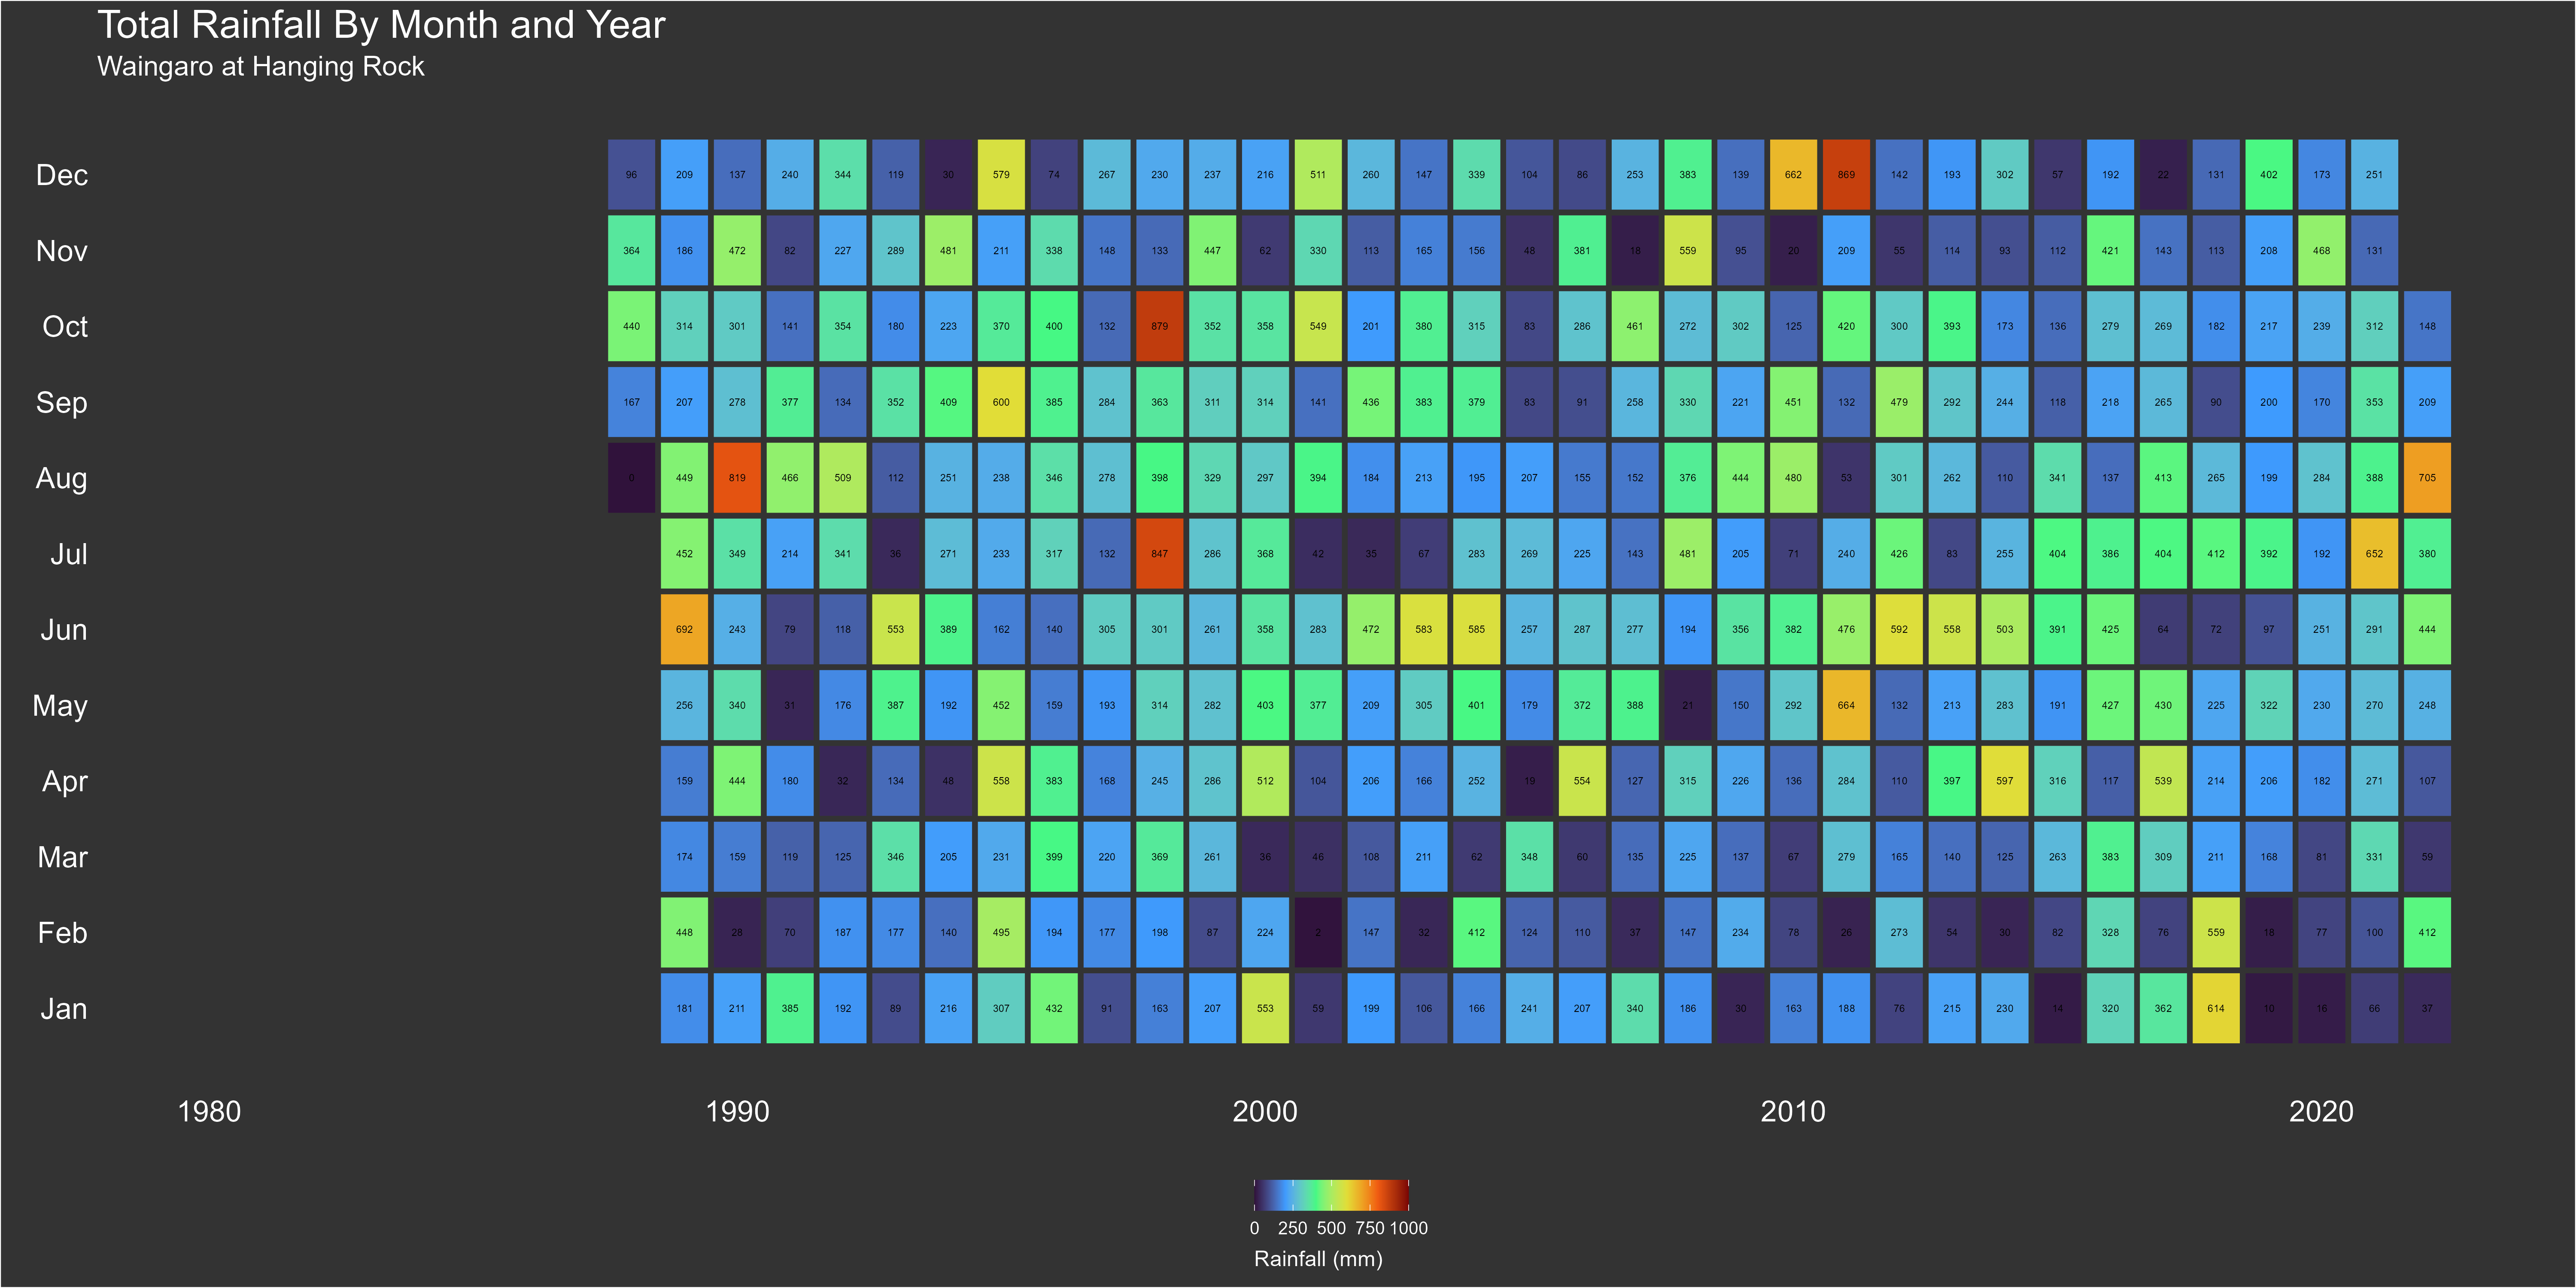 Total Rainfall By Month and Year
Waingaro at Hanging Rock
Dec 96 209 137 240 344 119 30 579 74 267 230 237 216 511 260 147 339 104 86 253 383 139 662 869 142 193 302 57 192 22 131 402 173 251
Nov 364 186 472 82 227 289 481 211 338 148 133 447 62 330 113 165 156 48 381 18 559 95 20 209 55 114 93 112 421 143 113 208 468 131
Oct 440 314 301 141 354 180 223 370 400 132 879 352 358 549 201 380 315 83 286 461 272 302 125 420 300 393 173 136 279 269 182 217 239 312 148
Sep 167 207 278 377 134 352 409 600 385 284 363 311 314 141 436 383 379 83 91 258 330 221 451 132 479 292 244 118 218 265 90 200 170 353 209
Aug 0 449 819 466 509 112 251 238 346 278 398 329 297 394 184 213 195 207 155 152 376 444 480 53 301 262 110 341 137 413 265 199 284 388 705
Jul 452 349 214 341 36 271 233 317 132 847 286 368 42 35 67 283 269 225 143 481 205 71 240 426 83 255 404 386 404 412 392 192 652 380
Jun 692 243 79 118 553 389 162 140 305 301 261 358 283 472 583 585 257 287 277 194 356 382 476 592 558 503 391 425 64 72 97 251 291 444
May 256 340 31 176 387 192 452 159 193 314 282 403 377 209 305 401 179 372 388 21 150 292 664 132 213 283 191 427 430 225 322 230 270 248
Apr 159 444 180 32 134 48 558 383 168 245 286 512 104 206 166 252 19 554 127 315 226 136 284 110 397 597 316 117 539 214 206 182 271 107
Mar 174 159 119 125 346 205 231 399 220 369 261 36 46 108 211 62 348 60 135 225 137 67 279 165 140 125 263 383 309 211 168 81 331 59
Feb 448 28 70 187 177 140 495 194 177 198 87 224 2 147 32 412 124 110 37 147 234 78 26 273 54 30 82 328 76 559 18 77 100 412
Jan 181 211 385 192 89 216 307 432 91 163 207 553 59 199 106 166 241 207 340 186 30 163 188 76 215 230 14 320 362 614 10 16 66 37
1980 1990 2000 2010 2020
0 250 500 750 1000
Rainfall (mm)